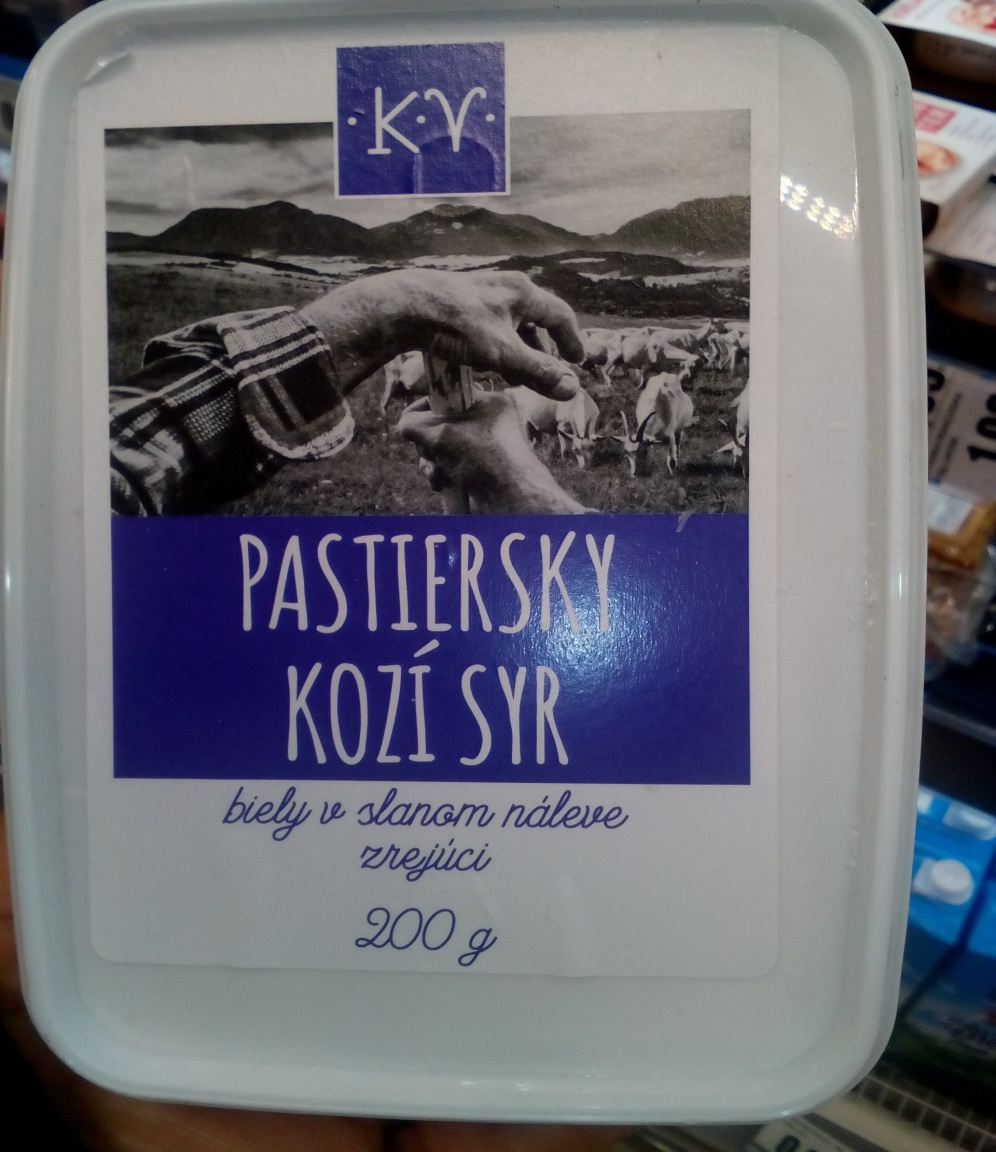 ·K·V·
PASTIERSKY
KOZÍ SYR
biely v slanom náleve
zrejúci
200 g